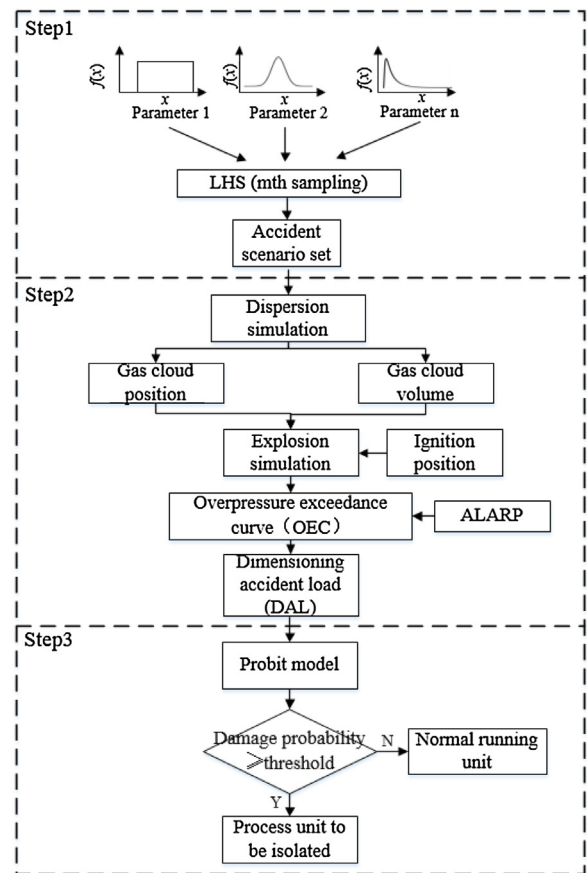 Step1
f(x)
f(x)
f(x)
x
x
x
Parameter 1
Parameter 2
Parameter n
LHS (mth sampling)
Accident
scenario set
Step2
Dispersion
simulation
Gas cloud
position
Gas cloud
volume
Explosion
simulation
Ignition
position
Overpressure exceedance
curve（OEC）
ALARP
Dimensioning
accident load
(DAL)
Step3
Probit model
Damage probability
⩾threshold
N
Normal running
unit
Y
Process unit to
be isolated